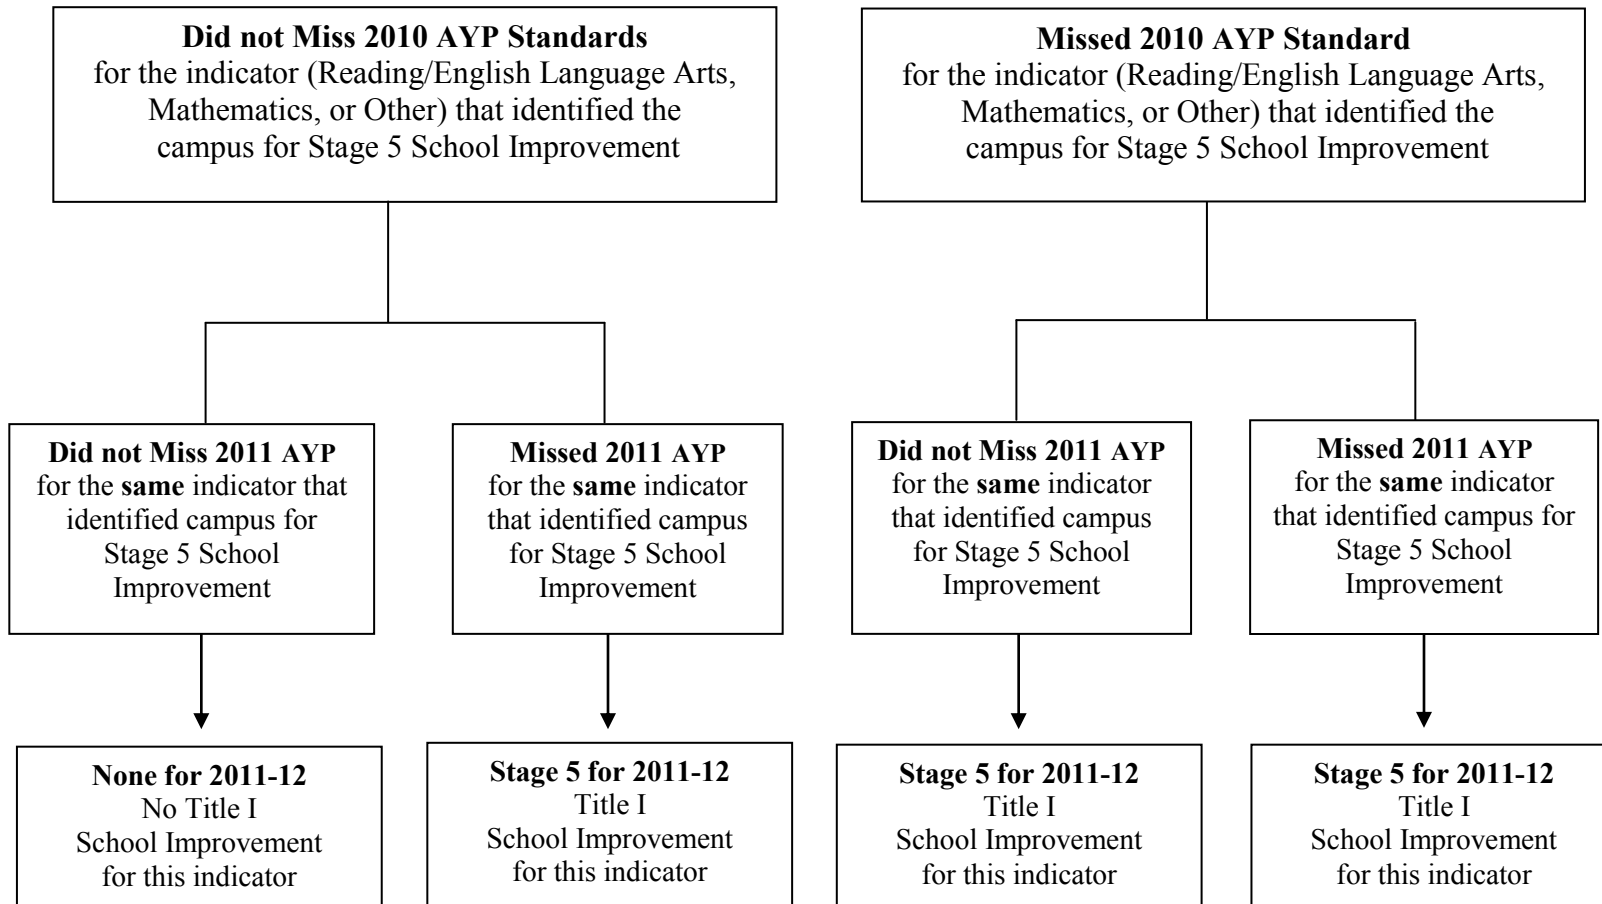 Did not Miss 2010 AYP Standards
for the indicator (Reading/English Language Arts,
Mathematics, or Other) that identified the
campus for Stage 5 School Improvement
Missed 2010 AYP Standard
for the indicator (Reading/English Language Arts,
Mathematics, or Other) that identified the
campus for Stage 5 School Improvement
Did not Miss 2011 AYP
for the same indicator that
identified campus for
Stage 5 School
Improvement
Missed 2011 AYP
for the same indicator
that identified campus
for Stage 5 School
Improvement
Did not Miss 2011 AYP
for the same indicator
that identified campus
for Stage 5 School
Improvement
Missed 2011 AYP
for the same indicator
that identified campus for
Stage 5 School
Improvement
None for 2011-12
No Title I
School Improvement
for this indicator
Stage 5 for 2011-12
Title I
School Improvement
for this indicator
Stage 5 for 2011-12
Title I
School Improvement
for this indicator
Stage 5 for 2011-12
Title I
School Improvement
for this indicator